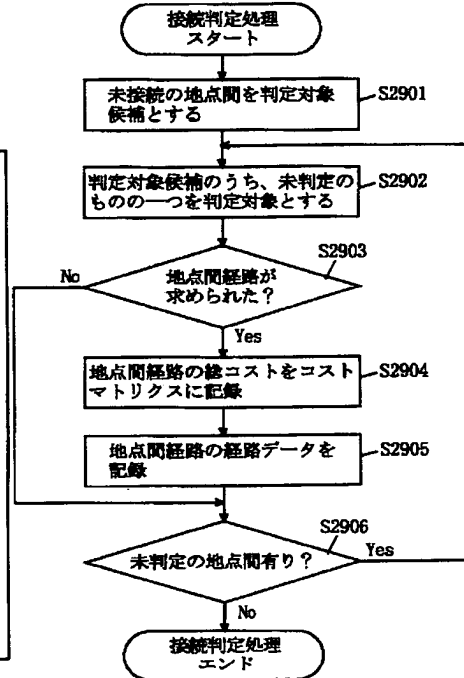 接続判定処理
スタート
未接続の地点間を判定対象
候補とする
S2901
判定対象候補のうち、未判定の
ものの一つを判定対象とする
S2902
S2903
地点間経路が
求められた？
No
Yes
地点間経路の総コストをコスト
マトリクスに記録
S2904
地点間経路の経路データを
記録
S2905
S2906
未判定の地点間有り？
Yes
No
接続判定処理
エンド